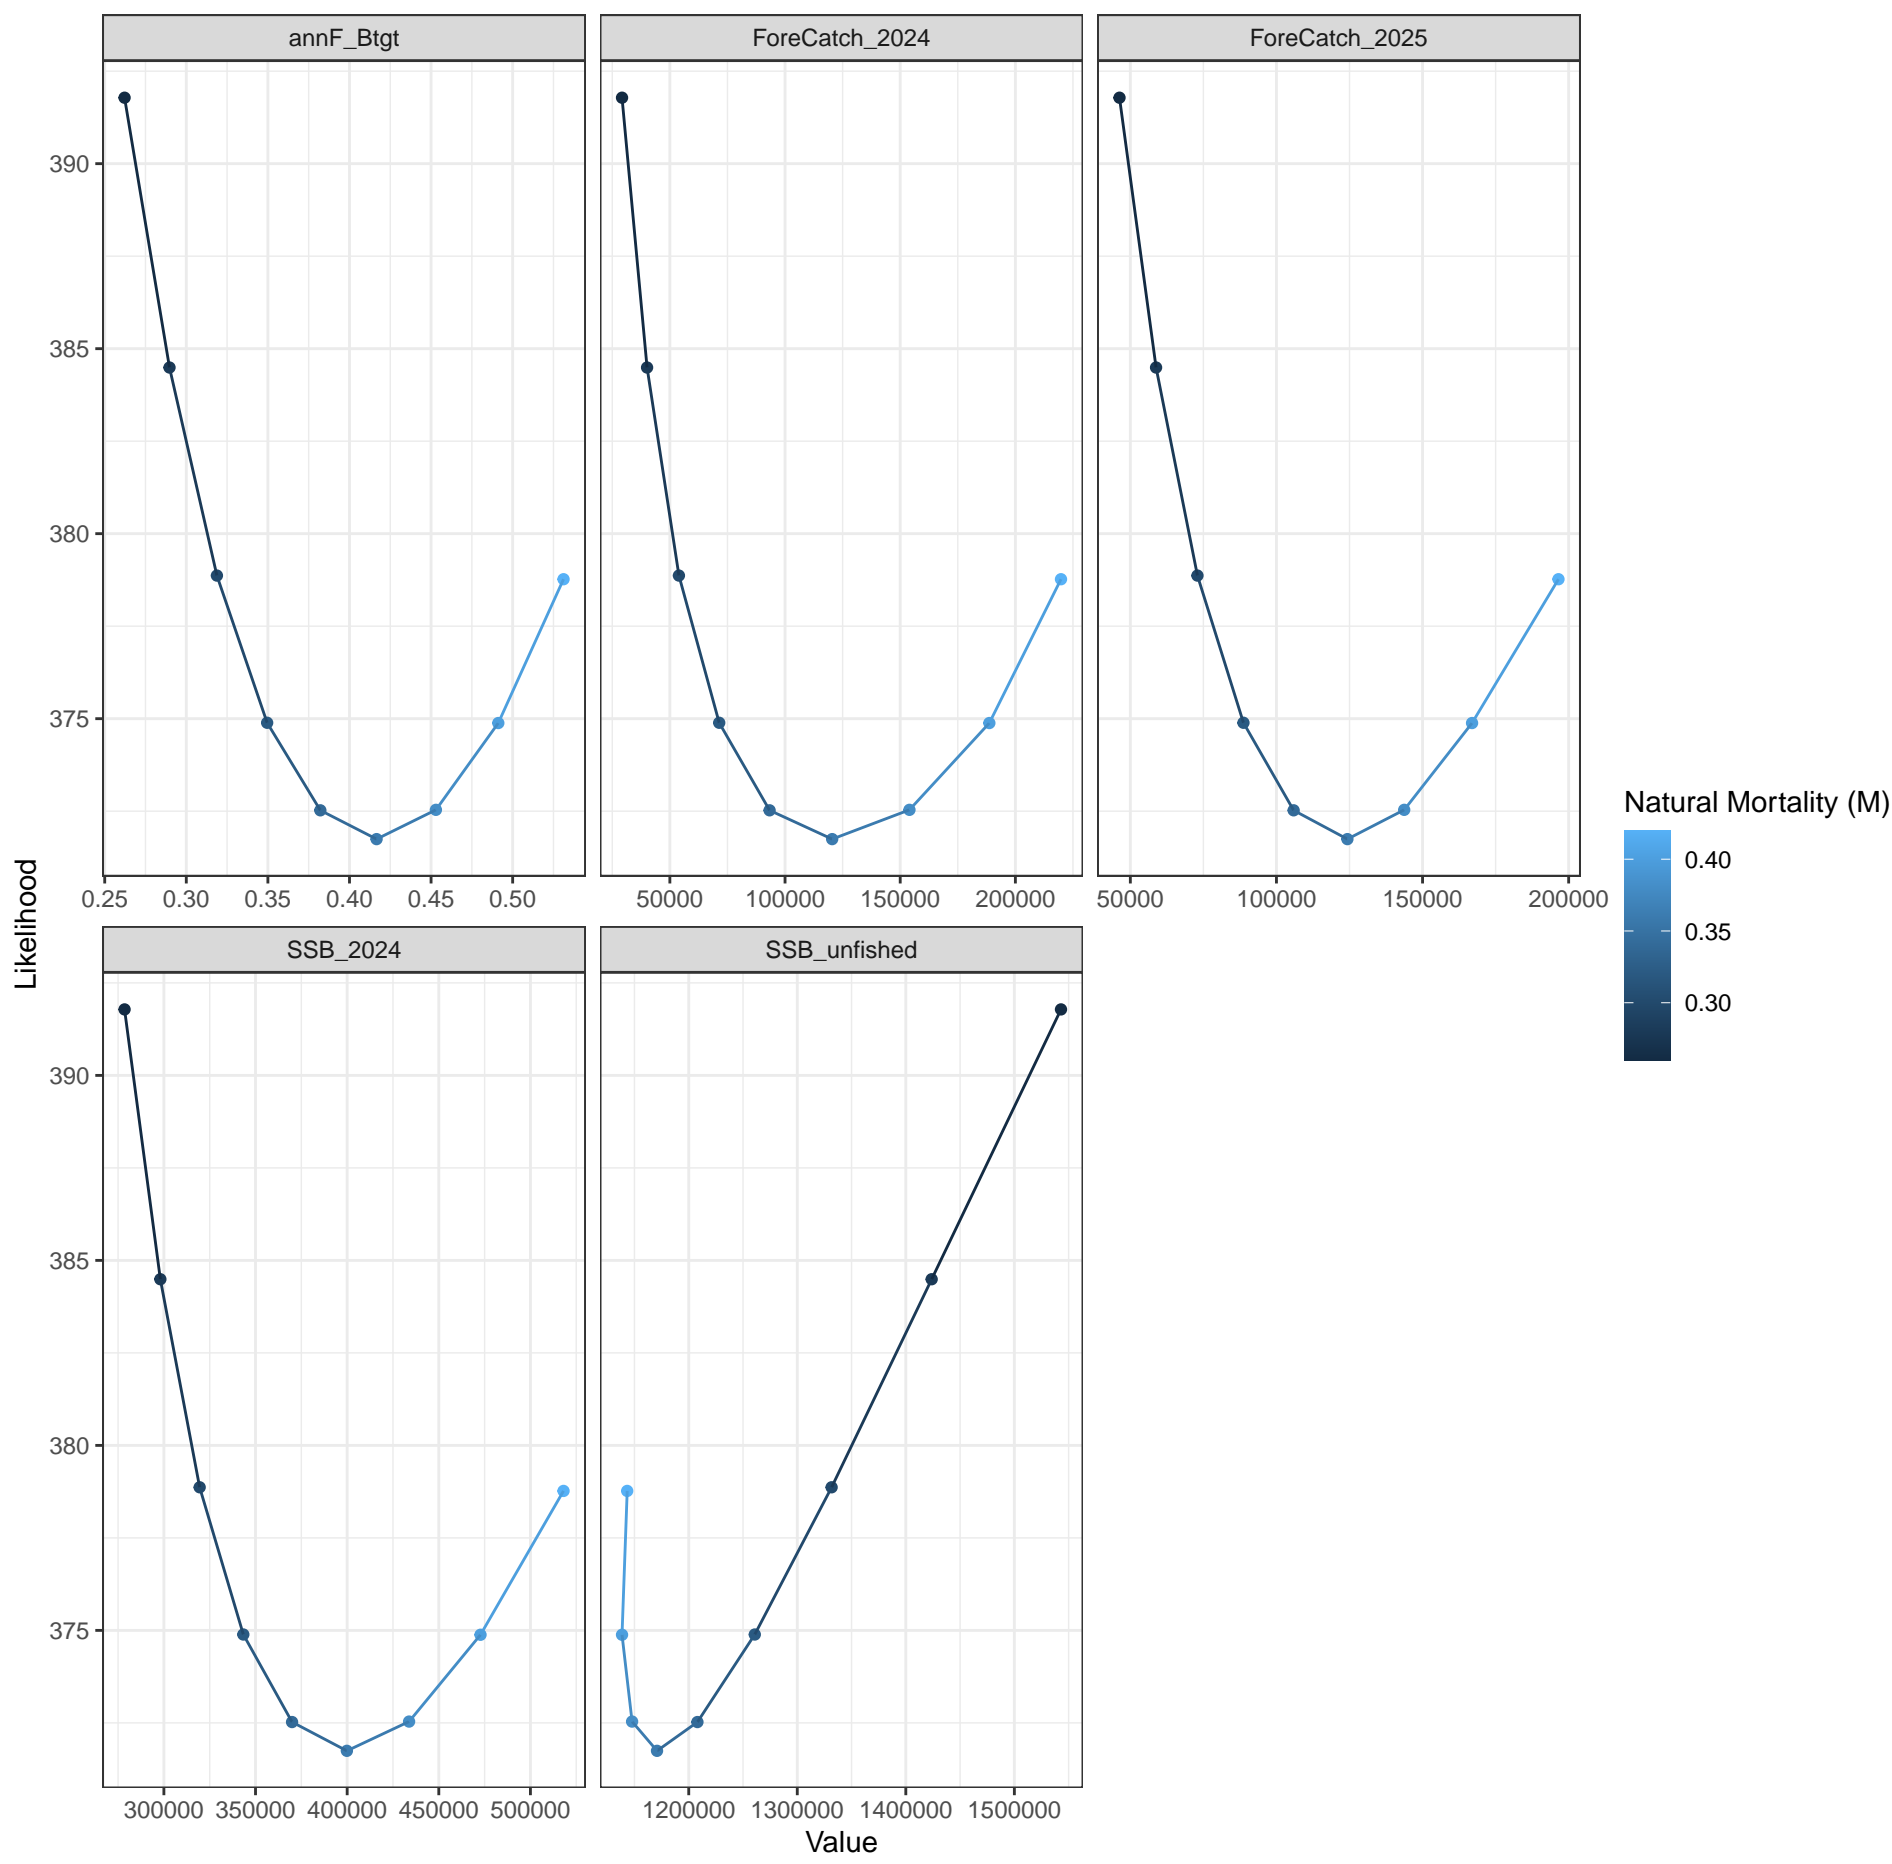 annF_Btgt
ForeCatch_2024
ForeCatch_2025
390
385
380
375
0.25 0.30 0.35 0.40 0.45 0.50
50000 100000 150000 200000
50000 100000 150000 200000
SSB_2024
SSB_unfished
390
385
380
375
300000 350000 400000 450000 500000
1200000 1300000 1400000 1500000
Value
Likelihood
Natural Mortality (M)
0.40
0.35
0.30